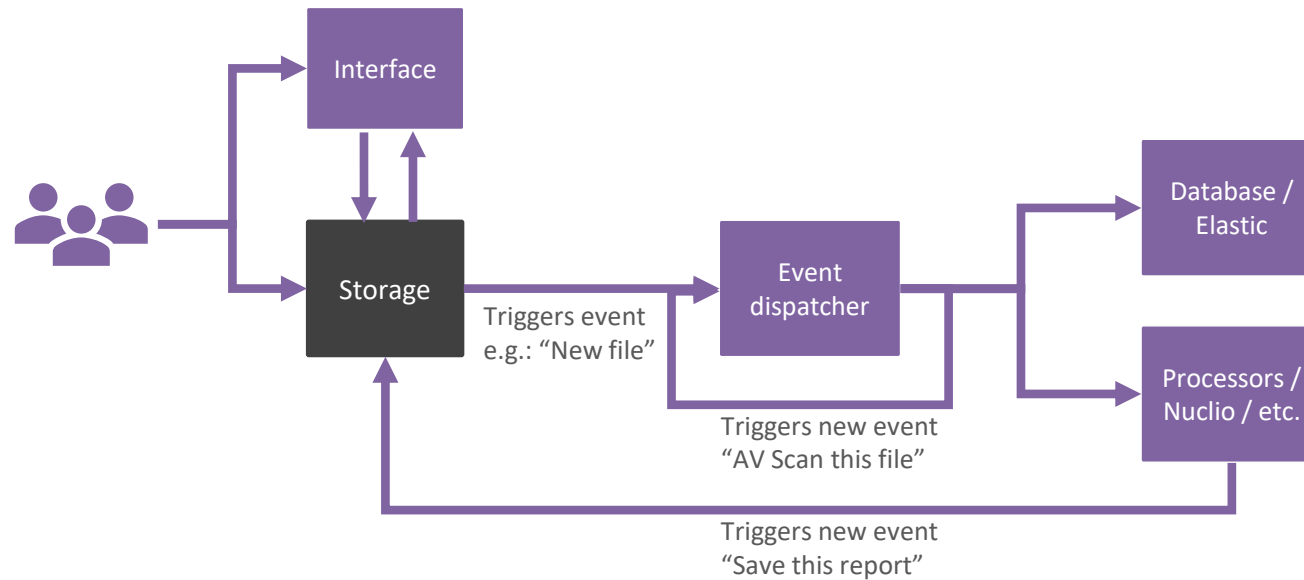 Interface
Storage
Triggers event
e.g.: “New file”
Event
dispatcher
Database /
Elastic
Processors /
Nuclio / etc.
Triggers new event
“AV Scan this file”
Triggers new event
“Save this report”